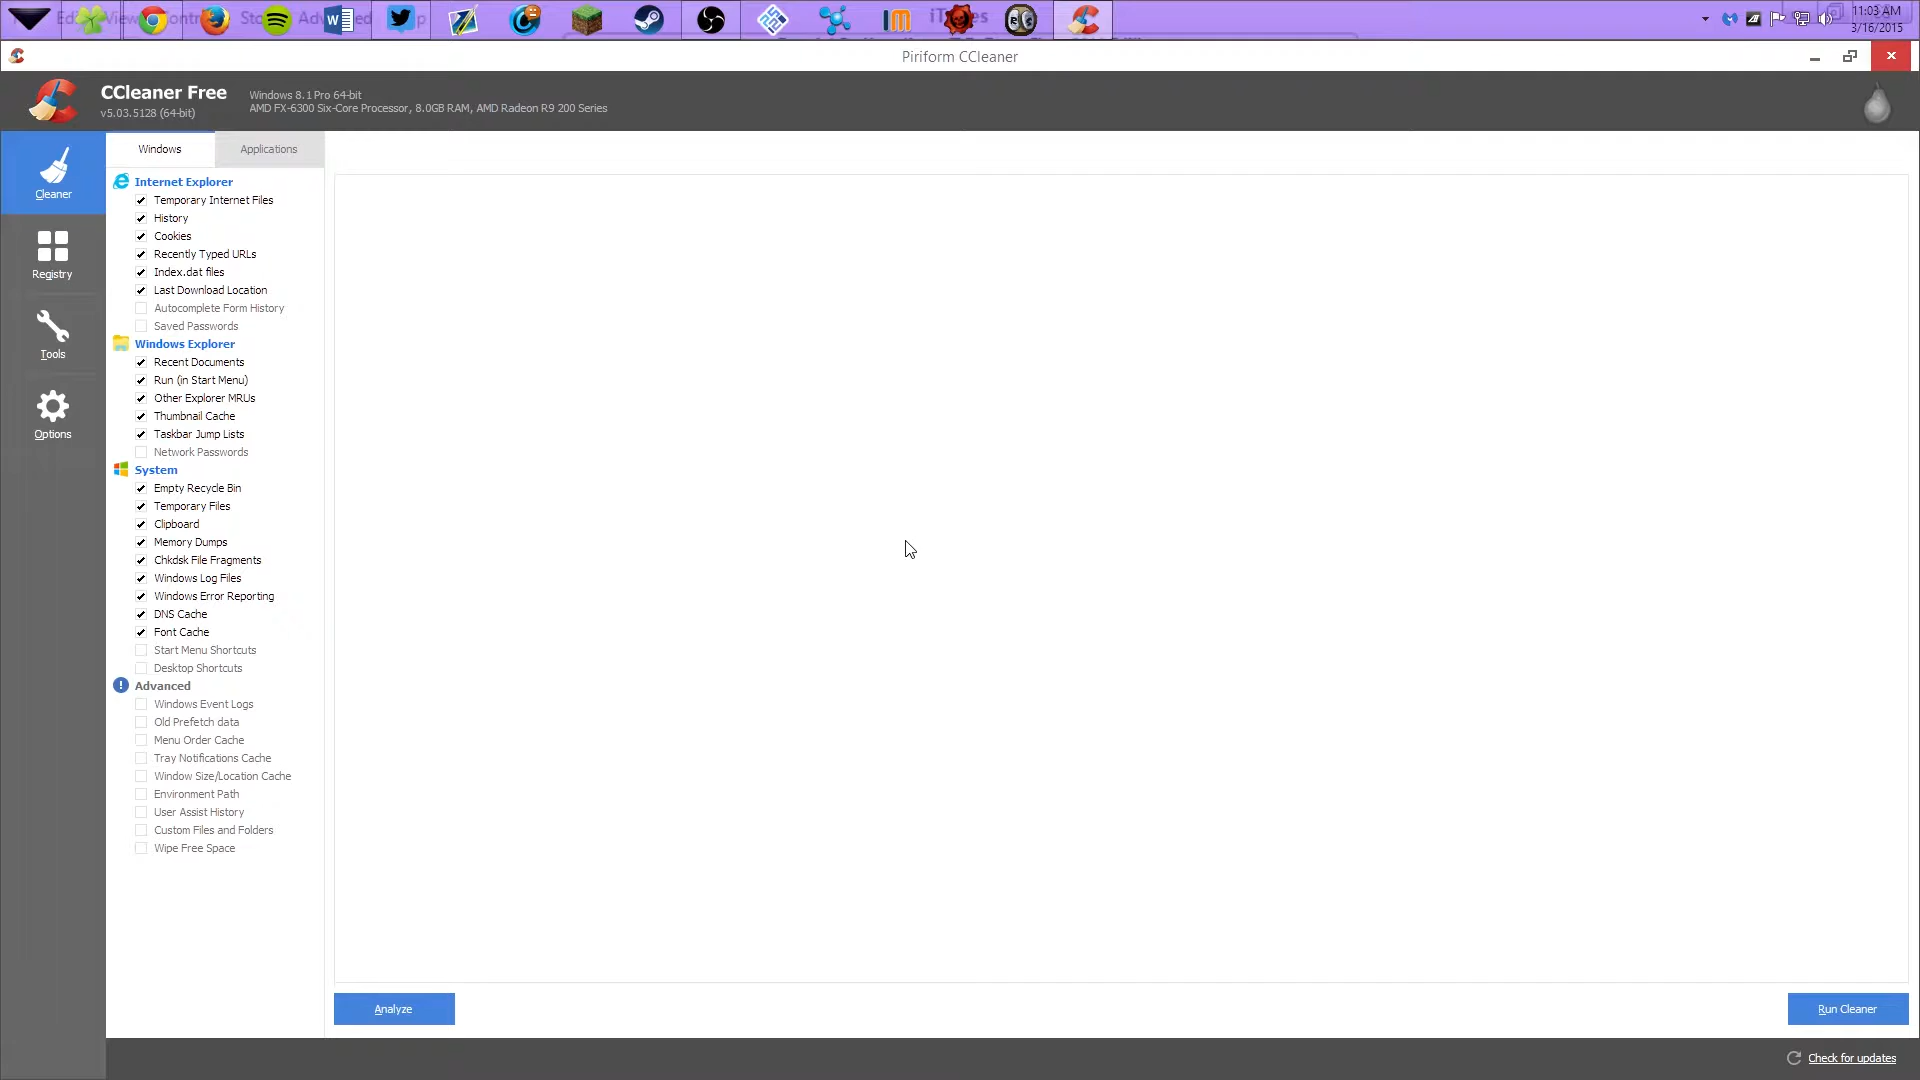 iTunes
11:03 AM
3/16/2015
Piriform CCleaner
CCleaner Free
v5.03.5128 (64-bit)
Windows 8.1 Pro 64-bit
AMD FX-6300 Six-Core Processor, 8.0GB RAM, AMD Radeon R9 200 Series
Cleaner
Registry
Tools
Options
Windows
Applications
Internet Explorer
Temporary Internet Files
History
Cookies
Recently Typed URLs
Index.dat files
Last Download Location
Autocomplete Form History
Saved Passwords
Windows Explorer
Recent Documents
Run (in Start Menu)
Other Explorer MRUs
Thumbnail Cache
Taskbar Jump Lists
Network Passwords
System
Empty Recycle Bin
Temporary Files
Clipboard
Memory Dumps
Chkdsk File Fragments
Windows Log Files
Windows Error Reporting
DNS Cache
Font Cache
Start Menu Shortcuts
Desktop Shortcuts
Advanced
Windows Event Logs
Old Prefetch data
Menu Order Cache
Tray Notifications Cache
Window Size/Location Cache
Environment Path
User Assist History
Custom Files and Folders
Wipe Free Space
Analyze
Run Cleaner
Check for updates